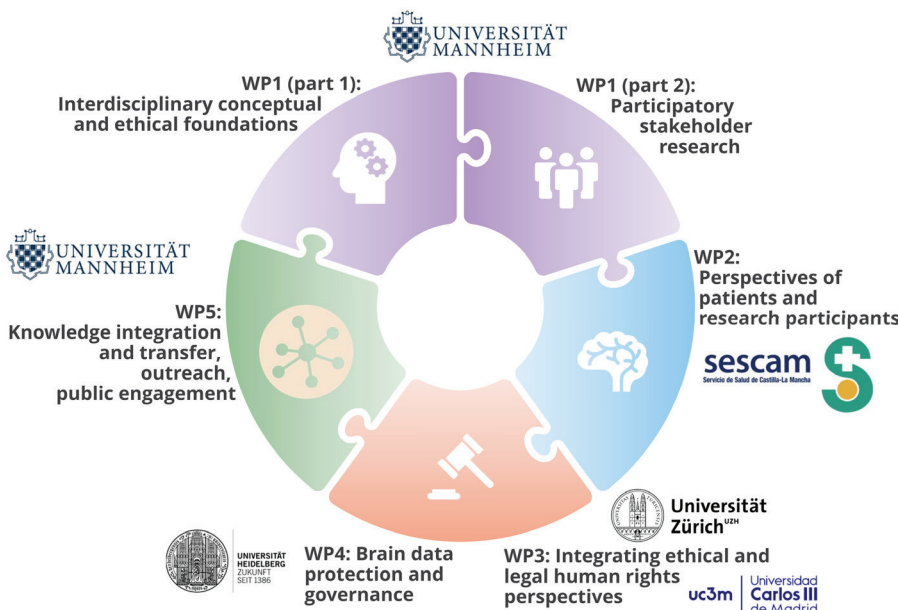 UNIVERSITÄT
MANNHEIM
WP1 (part 1):
Interdisciplinary conceptual
and ethical foundations
WP1 (part 2):
Participatory
stakeholder
research
UNIVERSITÄT
MANNHEIM
WP5:
Knowledge integration
and transfer,
outreach,
public engagement
WP2:
Perspectives of
patients and
research participants
sescam
Servicio de Salud de Castilla-La Mancha
UNIVERSITÄT
HEIDELBERG
ZUKUNFT
SEIT 1386
WP4: Brain data
protection and
governance
Universität
Zürich UZH
WP3: Integrating ethical and
legal human rights
perspectives
uc3m
Universidad
Carlos III
de Madrid